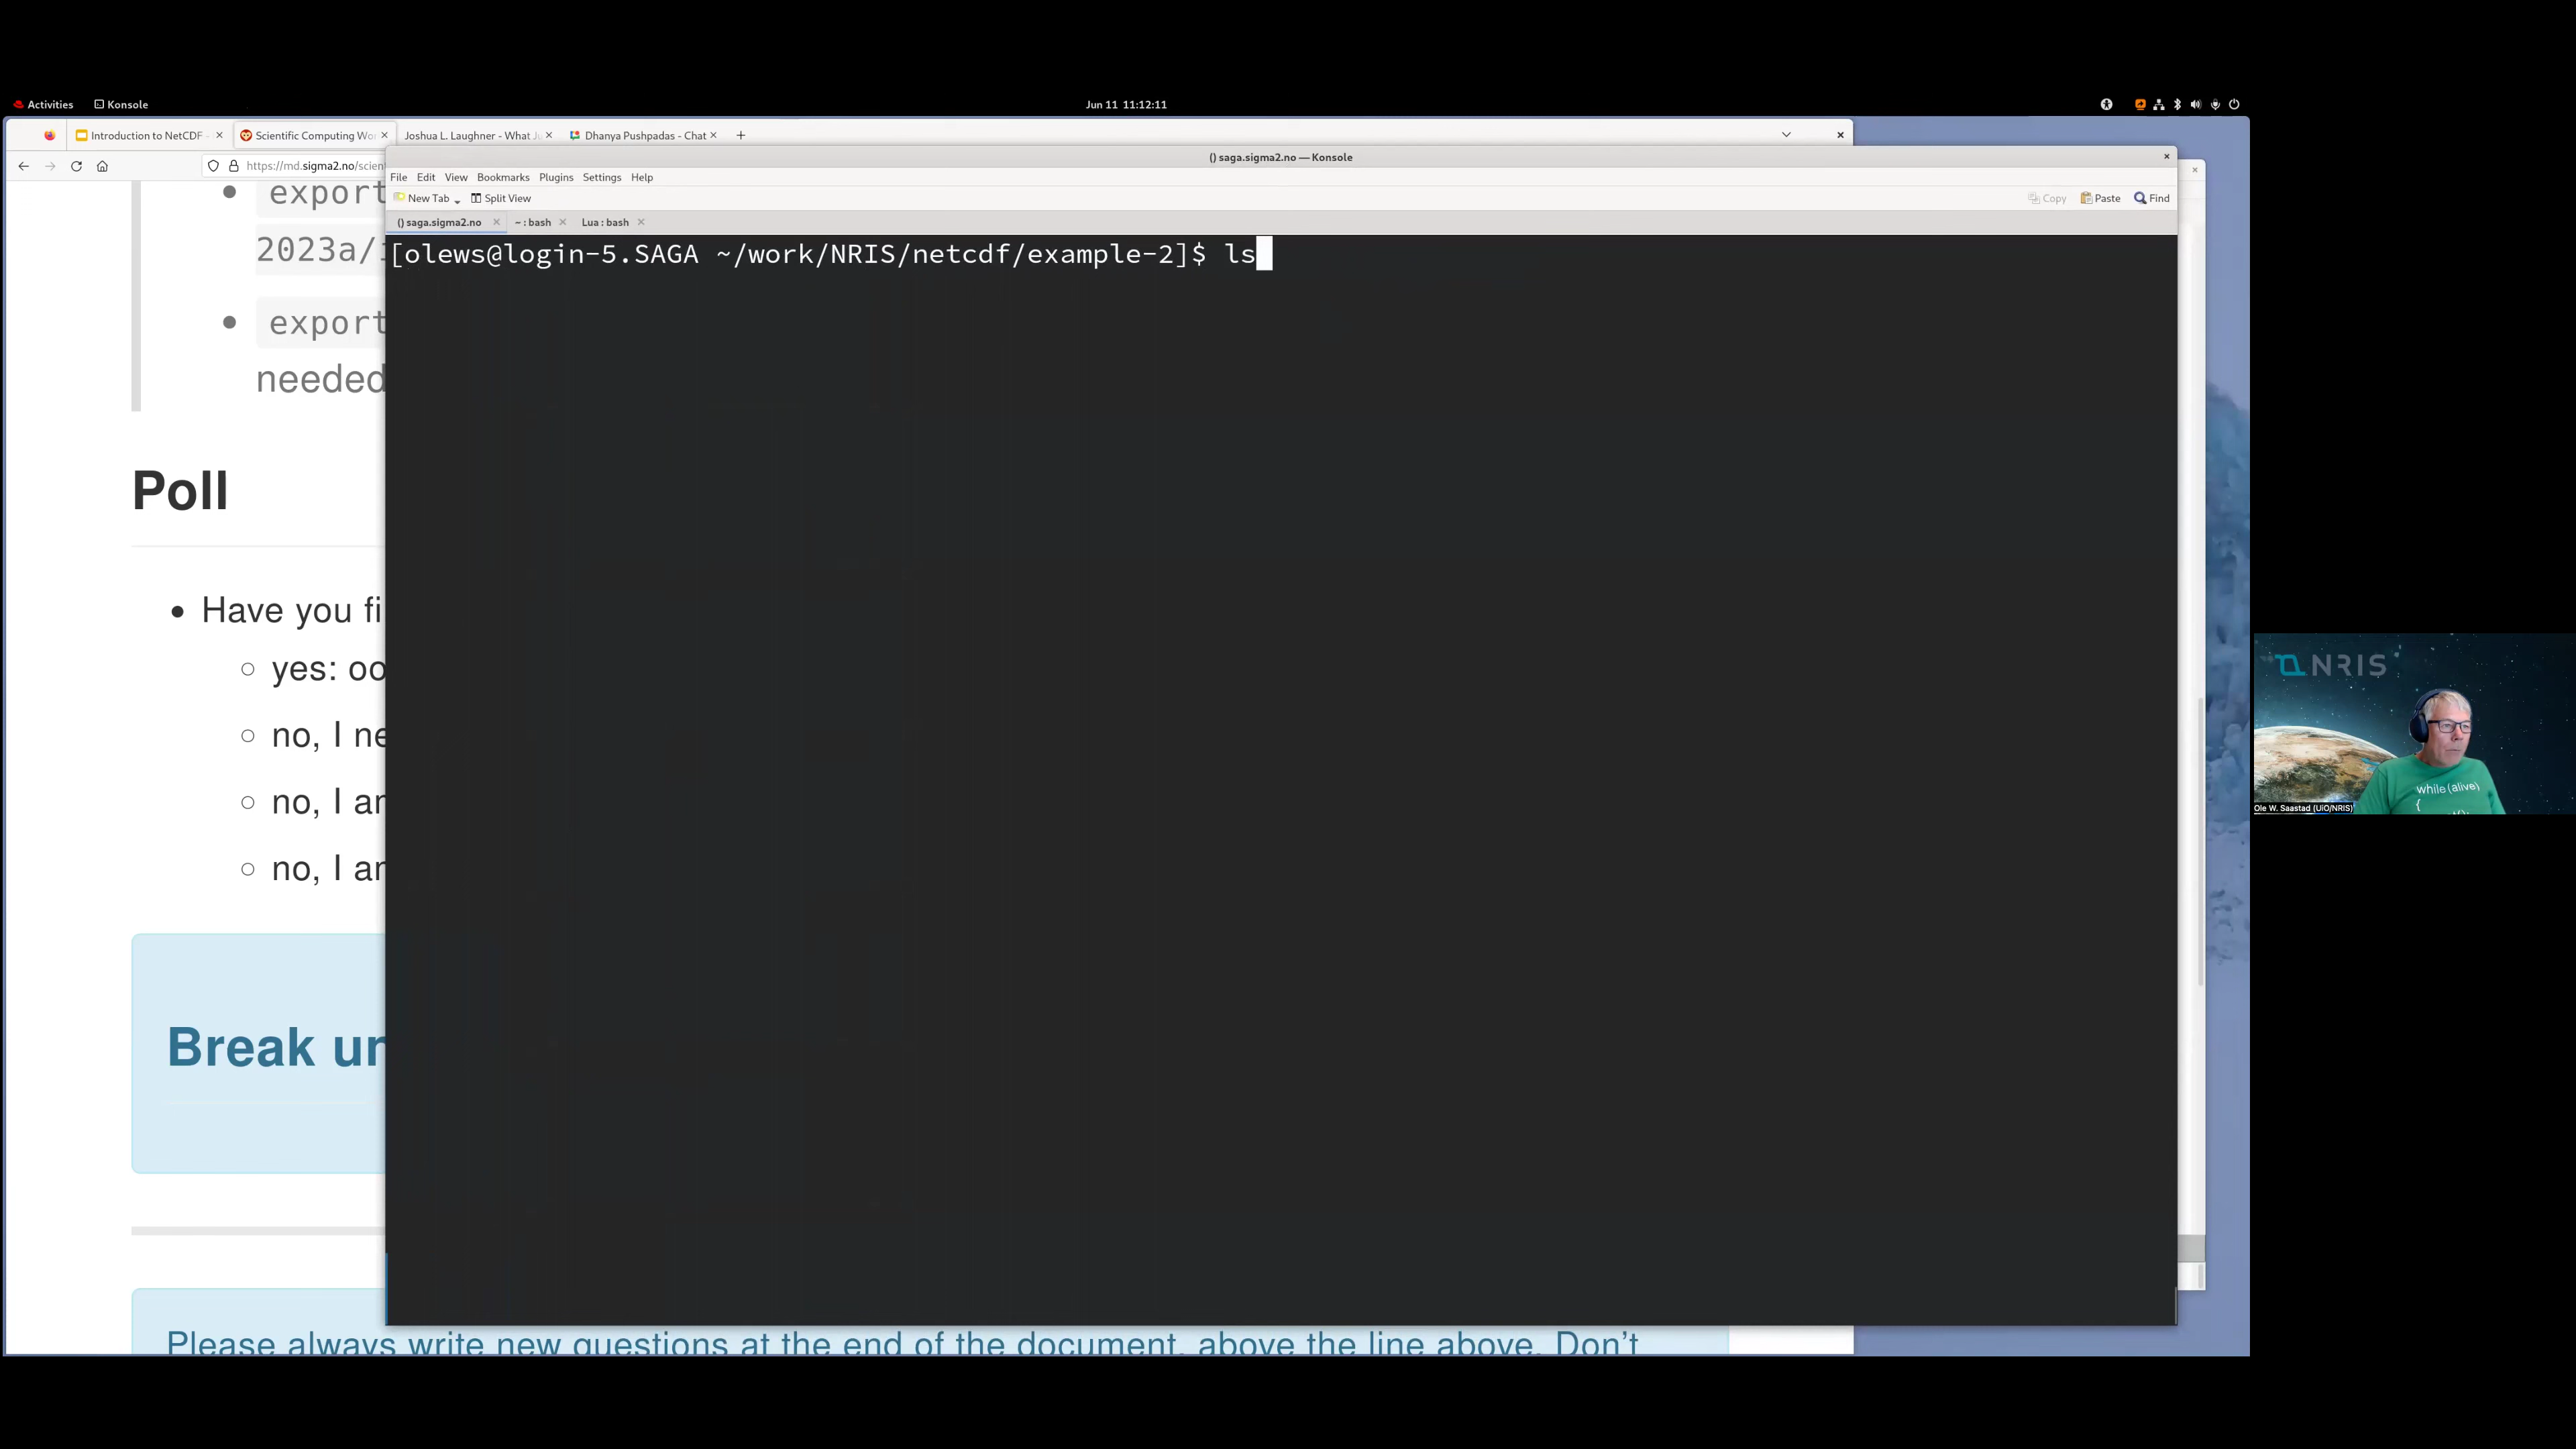 Activities
Konsole
Jun 11 11:12:11
Introduction to NetCDF -
Scientific Computing Wor
Joshua L. Laughner - What Ju
Dhanya Pushpadas - Chat
https://md.sigma2.no/scien
() saga.sigma2.no — Konsole
File Edit View Bookmarks Plugins Settings Help
New Tab
Split View
Copy
Paste
Find
() saga.sigma2.no
~ : bash
Lua : bash
[olews@login-5.SAGA ~/work/NRIS/netcdf/example-2]$ ls
export
2023a/
export
needed
Poll
Have you fi
yes: oo
no, I ne
no, I ar
no, I ar
Break un
Please always write new questions at the end of the document, above the line above. Don't
NRIS
while(alive)
{
Ole W. Saastad (UiO/NRIS)